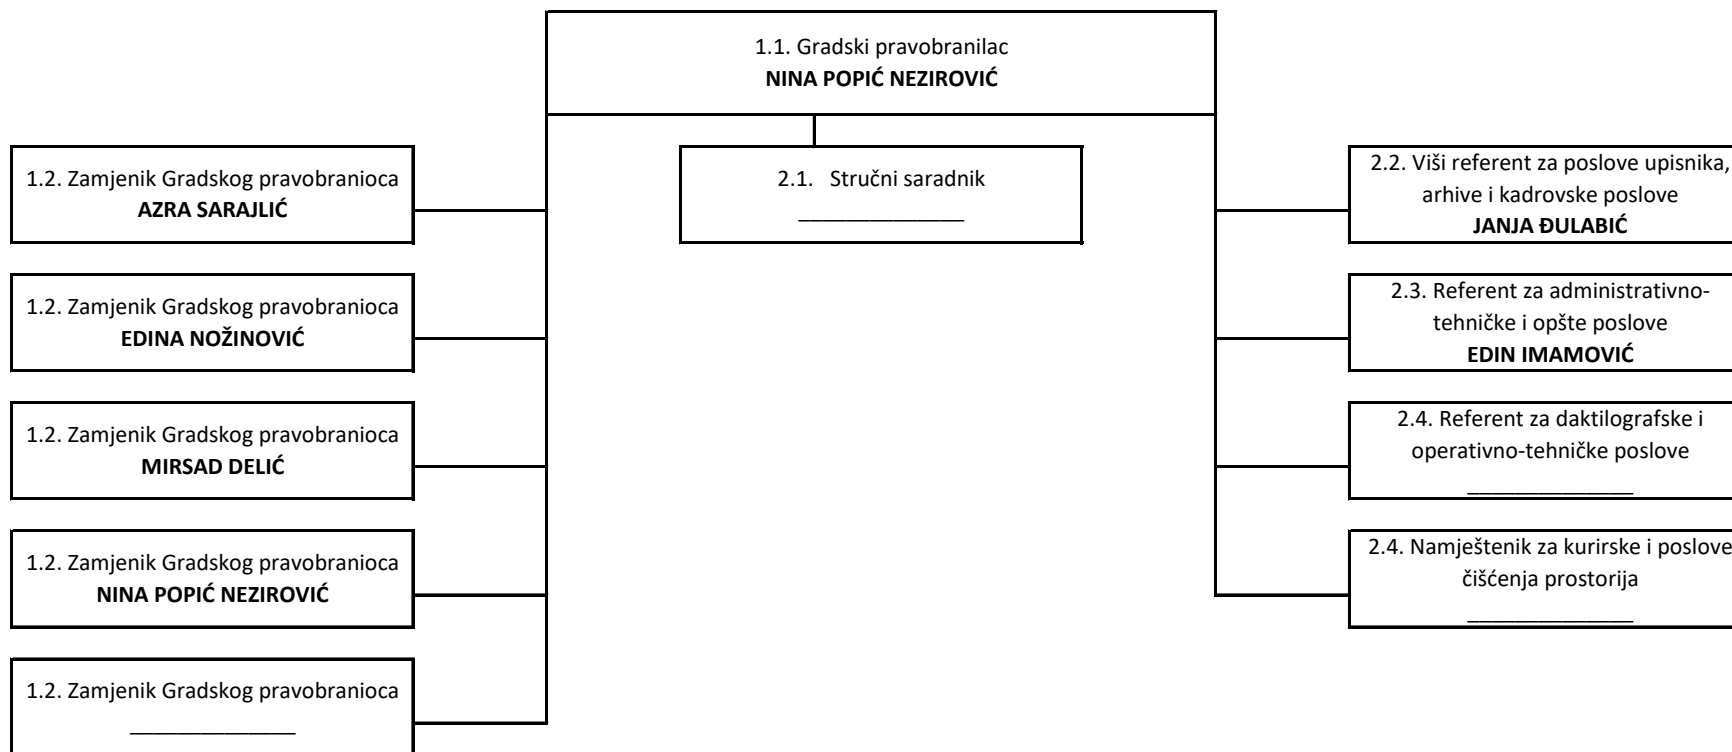 1.1. Gradski pravobranilac
NINA POPIĆ NEZIROVIĆ
1.2. Zamjenik Gradskog pravobranioca
AZRA SARAJLIĆ
1.2. Zamjenik Gradskog pravobranioca
EDINA NOŽINOVIĆ
1.2. Zamjenik Gradskog pravobranioca
MIRSAD DELIĆ
1.2. Zamjenik Gradskog pravobranioca
NINA POPIĆ NEZIROVIĆ
1.2. Zamjenik Gradskog pravobranioca
______________
2.1. Stručni saradnik
______________
2.2. Viši referent za poslove upisnika,
arhive i kadrovske poslove
JANJA ĐULABIĆ
2.3. Referent za administrativno-
tehničke i opšte poslove
EDIN IMAMOVIĆ
2.4. Referent za daktilografske i
operativno-tehničke poslove
______________
2.4. Namještenik za kurirske i poslove
čišćenja prostorija
______________